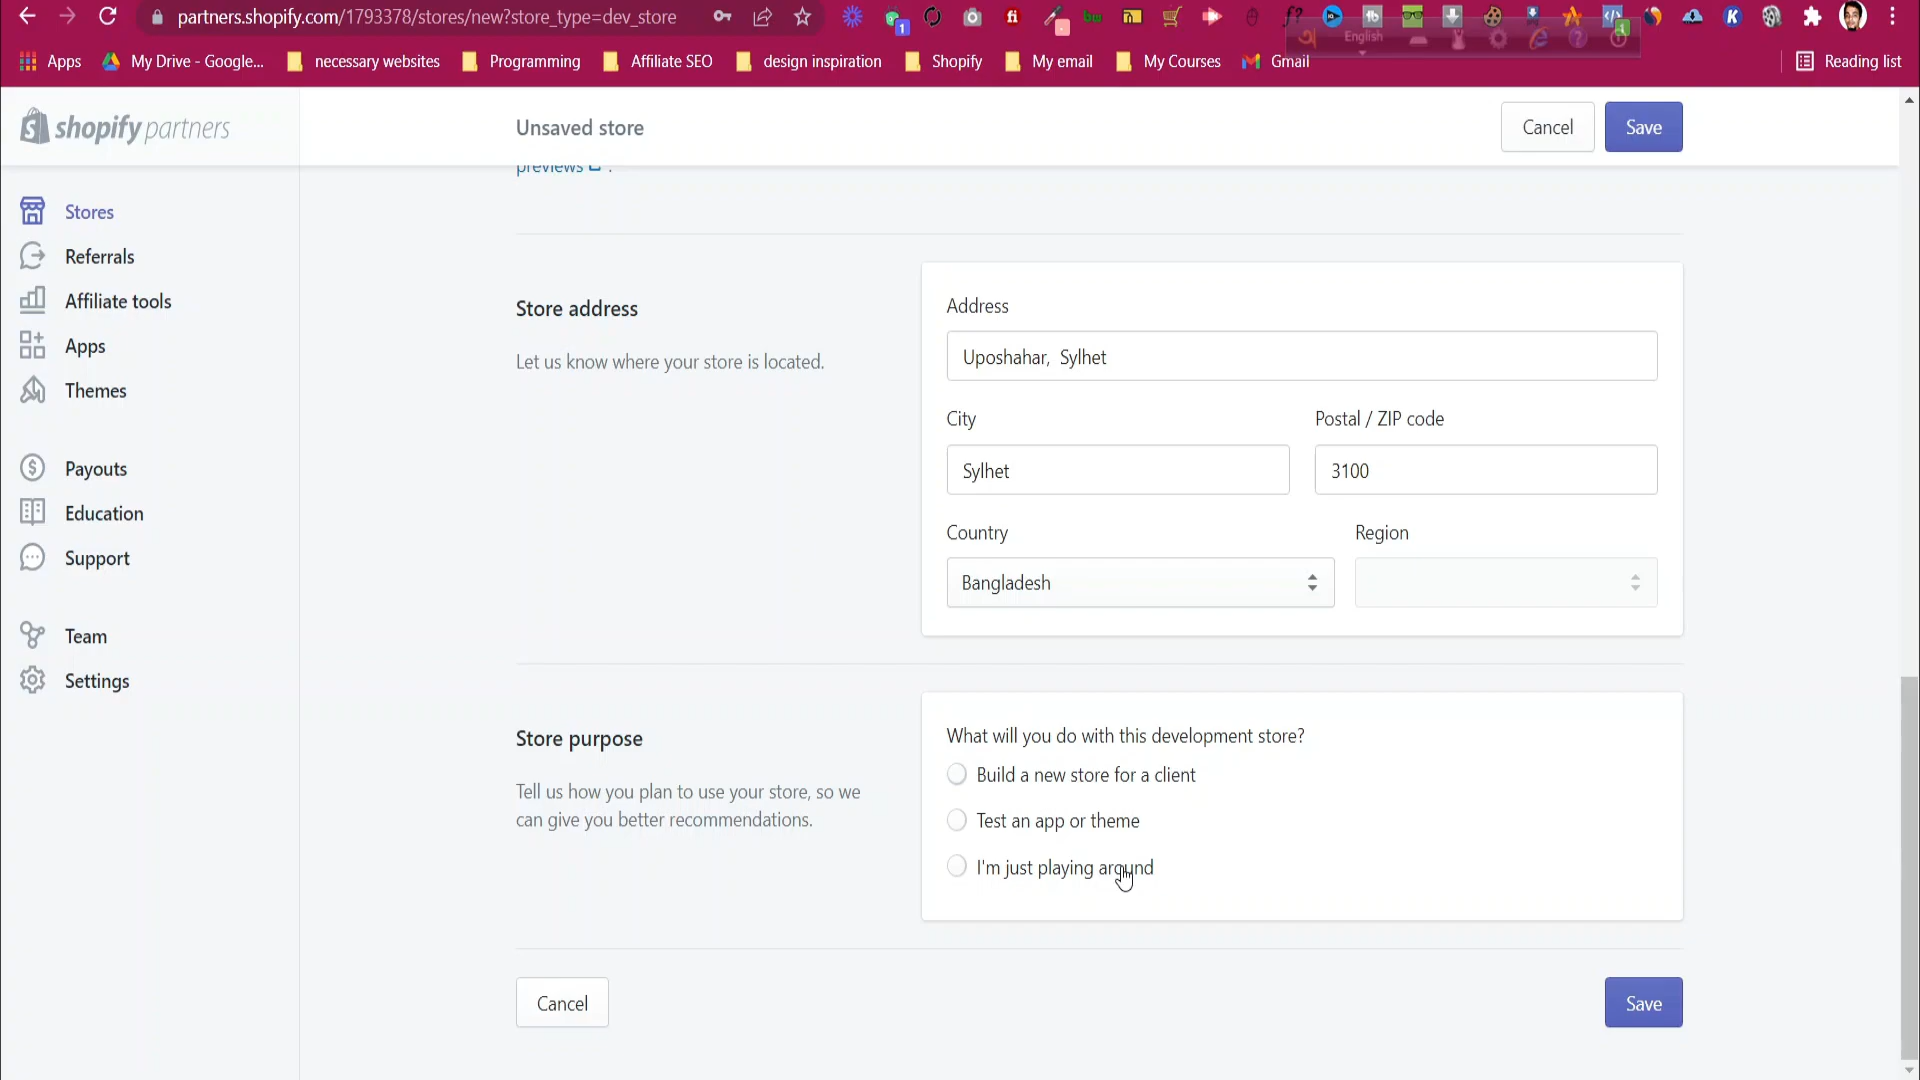 partners.shopify.com/1793378/stores/new?store_type=dev_store
English
Apps
My Drive - Google...
necessary websites
Programming
Affiliate SEO
design inspiration
Shopify
My email
My Courses
Gmail
Reading list
shopify partners
Unsaved store
Cancel
Save
previews
Stores
Referrals
Affiliate tools
Apps
Themes
Payouts
Education
Support
Team
Settings
Store address
Let us know where your store is located.
Address
Uposhahar, Sylhet
City
Postal / ZIP code
Sylhet
3100
Country
Region
Bangladesh
Store purpose
Tell us how you plan to use your store, so we
can give you better recommendations.
What will you do with this development store?
Build a new store for a client
Test an app or theme
I'm just playing around
Cancel
Save